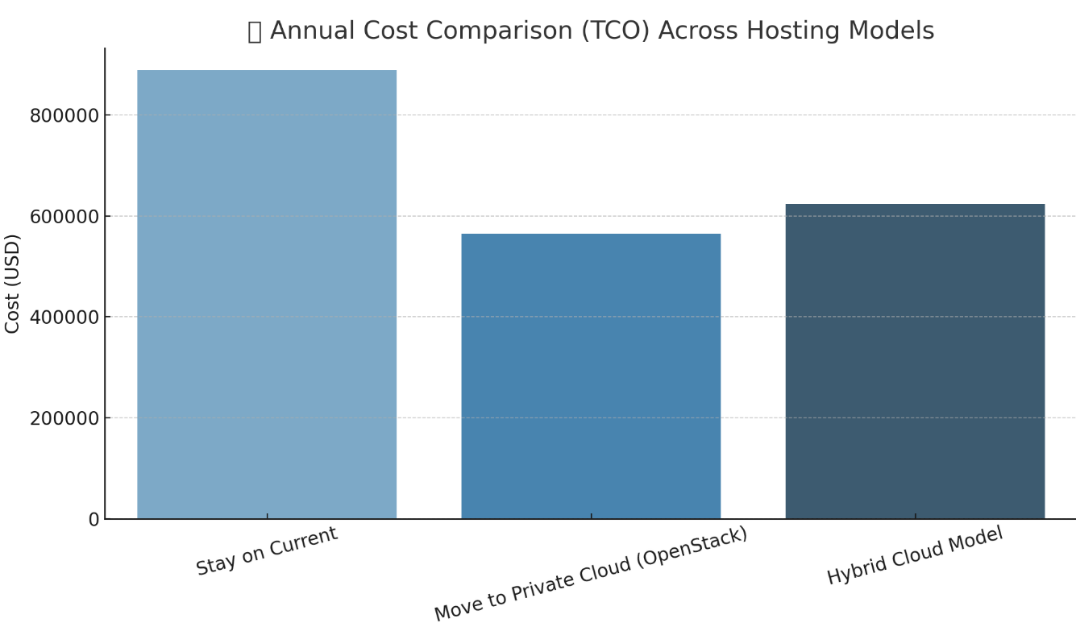 ▯ Annual Cost Comparison (TCO) Across Hosting Models
800000
600000
400000
200000
0
Cost (USD)
Stay on Current
Move to Private Cloud (OpenStack)
Hybrid Cloud Model